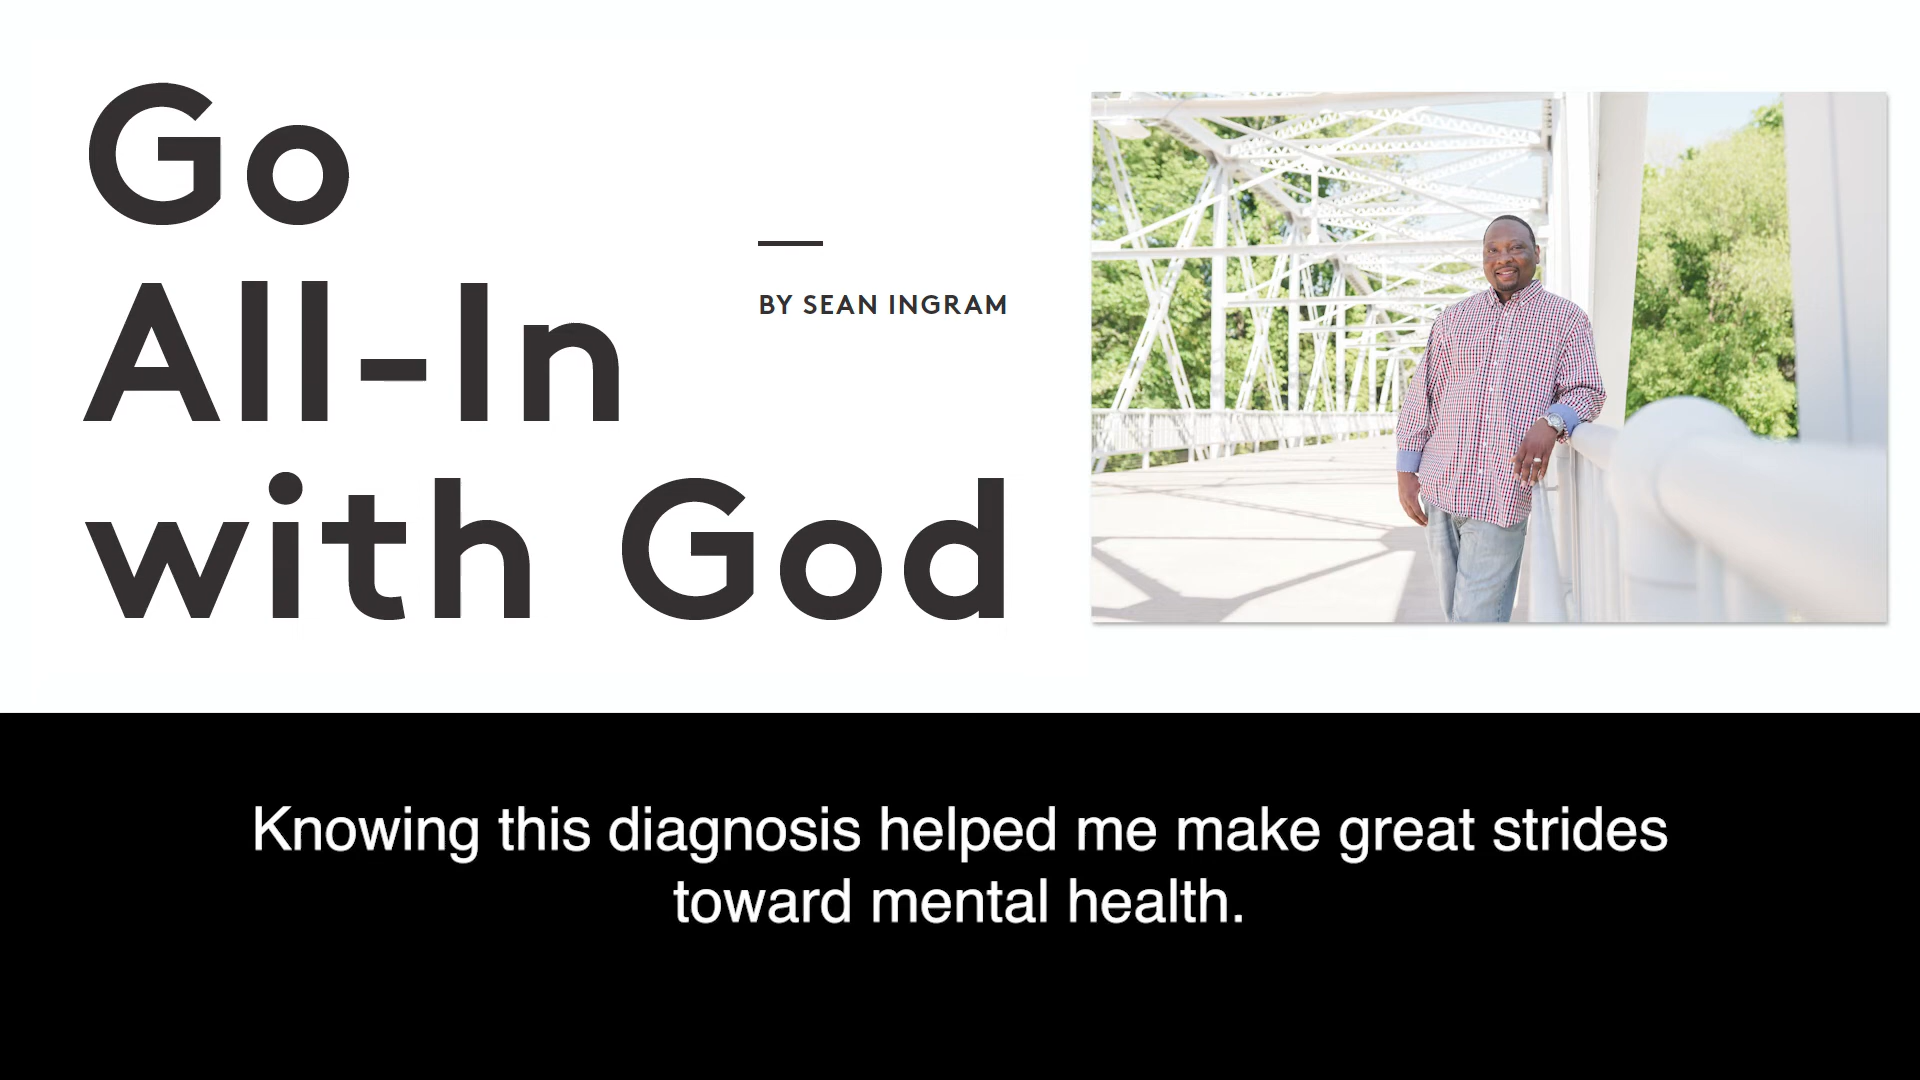 Go
All-In
with God
BY SEAN INGRAM
Knowing this diagnosis helped me make great strides
toward mental health.